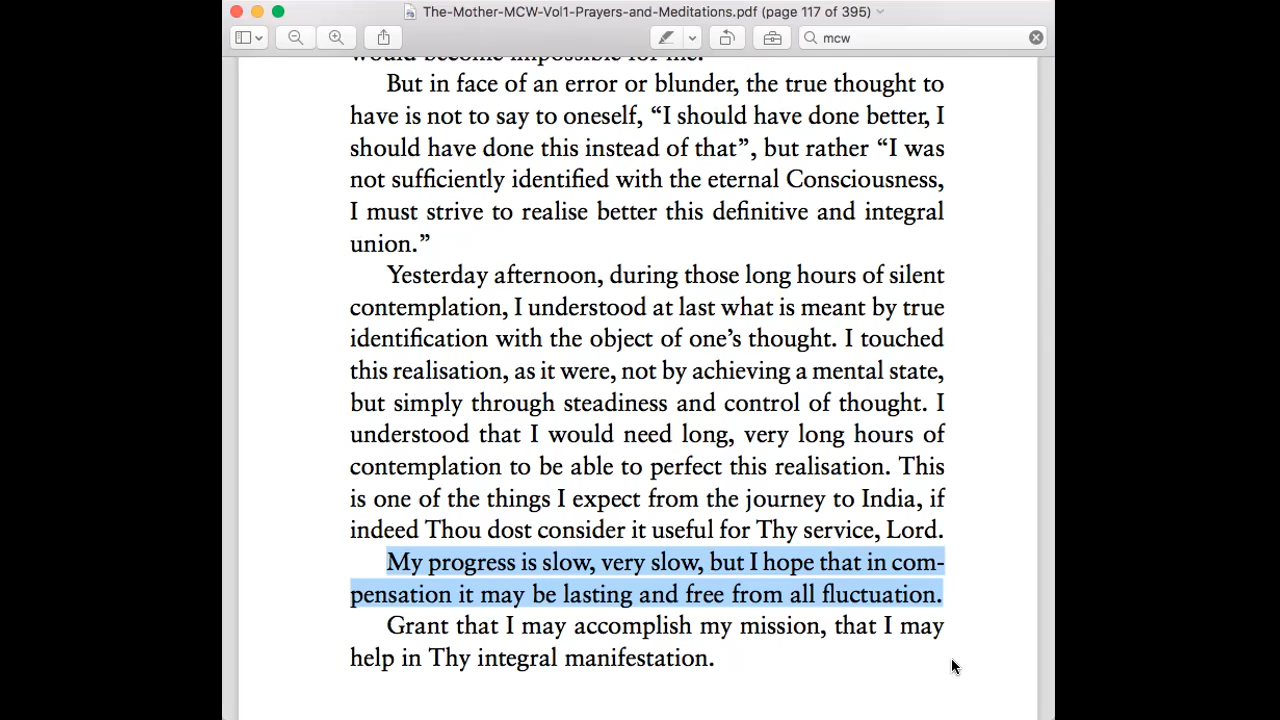 The-Mother-MCW-Vol1-Prayers-and-Meditations.pdf (page 117 of 395)
mcw
would become impossible for me.
But in face of an error or blunder, the true thought to
have is not to say to oneself, “I should have done better, I
should have done this instead of that”, but rather “I was
not sufficiently identified with the eternal Consciousness,
I must strive to realise better this definitive and integral
union.”
Yesterday afternoon, during those long hours of silent
contemplation, I understood at last what is meant by true
identification with the object of one’s thought. I touched
this realisation, as it were, not by achieving a mental state,
but simply through steadiness and control of thought. I
understood that I would need long, very long hours of
contemplation to be able to perfect this realisation. This
is one of the things I expect from the journey to India, if
indeed Thou dost consider it useful for Thy service, Lord.
My progress is slow, very slow, but I hope that in com-
pensation it may be lasting and free from all fluctuation.
Grant that I may accomplish my mission, that I may
help in Thy integral manifestation.